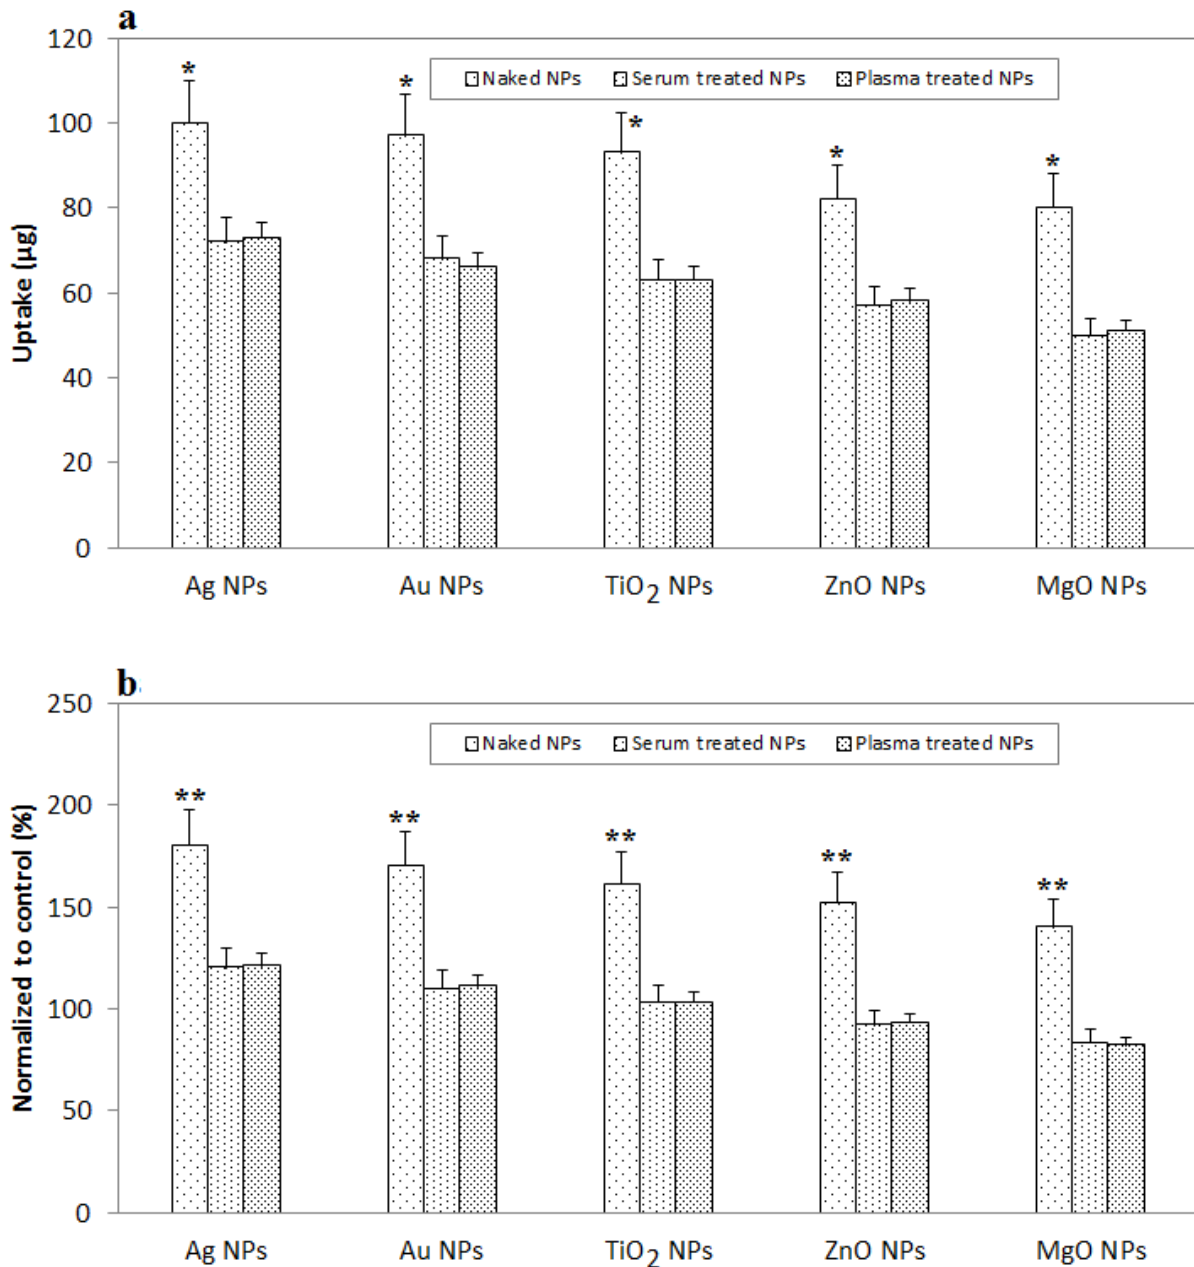 a
120
100
80
60
40
20
0
Uptake (µg)
Naked NPs Serum treated NPs Plasma treated NPs
* * * * *
Ag NPs Au NPs TiO2 NPs ZnO NPs MgO NPs
b
250
200
150
100
50
0
Normalized to control (%)
Naked NPs Serum treated NPs Plasma treated NPs
** ** ** ** **
Ag NPs Au NPs TiO2 NPs ZnO NPs MgO NPs